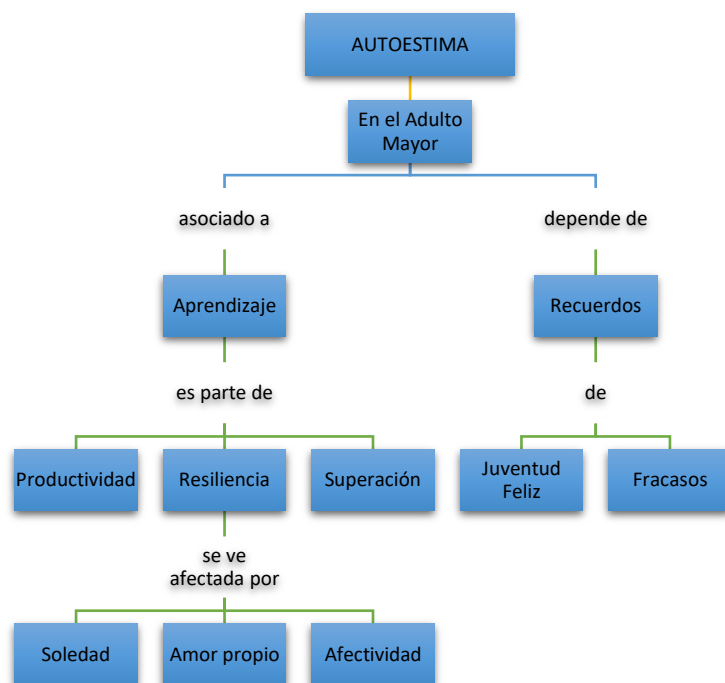 AUTOESTIMA
En el Adulto
Mayor
asociado a
depende de
Aprendizaje
Recuerdos
es parte de
de
Productividad
Resiliencia
Superación
Juventud
Feliz
Fracasos
se ve
afectada por
Soledad
Amor propio
Afectividad